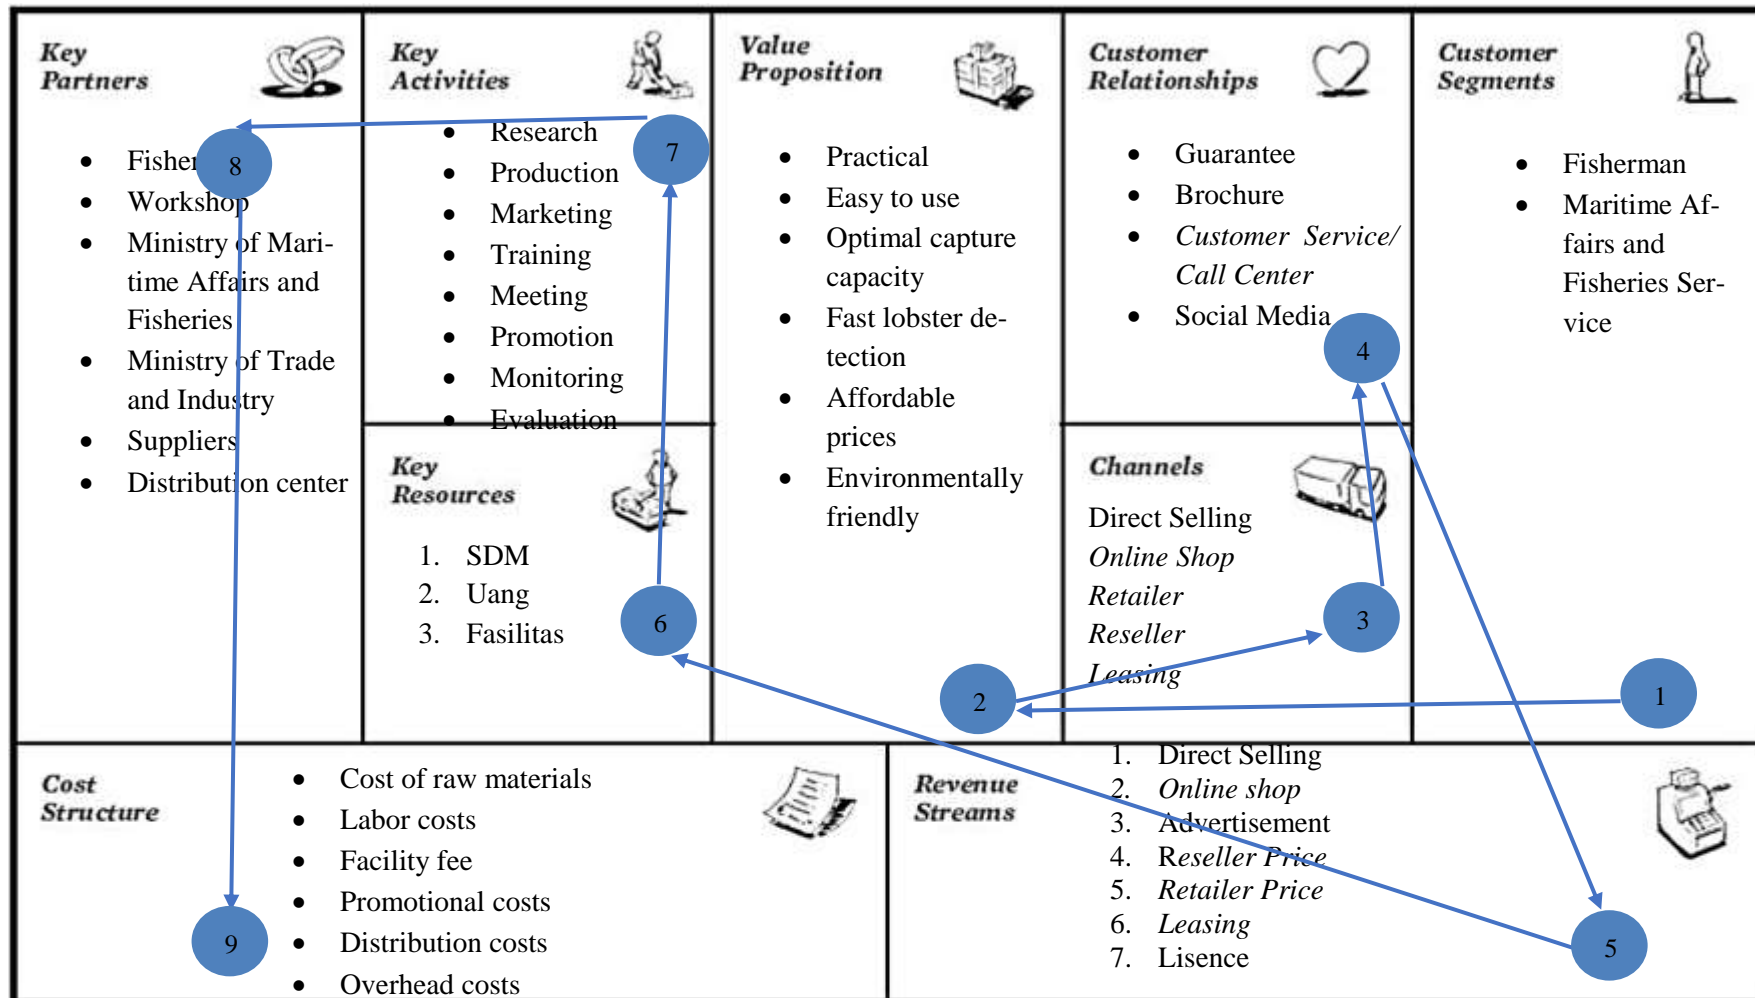 Key
Partners
• Fisher
• Workshop
• Ministry of Mari-
time Affairs and
Fisheries
• Ministry of Trade
and Industry
• Suppliers
• Distribution center
8
Key
Activities
• Research
• Production
• Marketing
• Training
• Meeting
• Promotion
• Monitoring
• Evaluation
7
Key
Resources
1. SDM
2. Uang
3. Fasilitas
6
Value
Proposition
• Practical
• Easy to use
• Optimal capture
capacity
• Fast lobster de-
tection
• Affordable
prices
• Environmentally
friendly
2
Customer
Relationships
• Guarantee
• Brochure
• Customer Service/
Call Center
• Social Media
4
Channels
Direct Selling
Online Shop
Retailer
Reseller
Leasing
3
Customer
Segments
• Fisherman
• Maritime Af-
fairs and
Fisheries Ser-
vice
1
Cost
Structure
• Cost of raw materials
• Labor costs
• Facility fee
• Promotional costs
• Distribution costs
• Overhead costs
9
Revenue
Streams
1. Direct Selling
2. Online shop
3. Advertisement
4. Reseller Price
5. Retailer Price
6. Leasing
7. Lisence
5